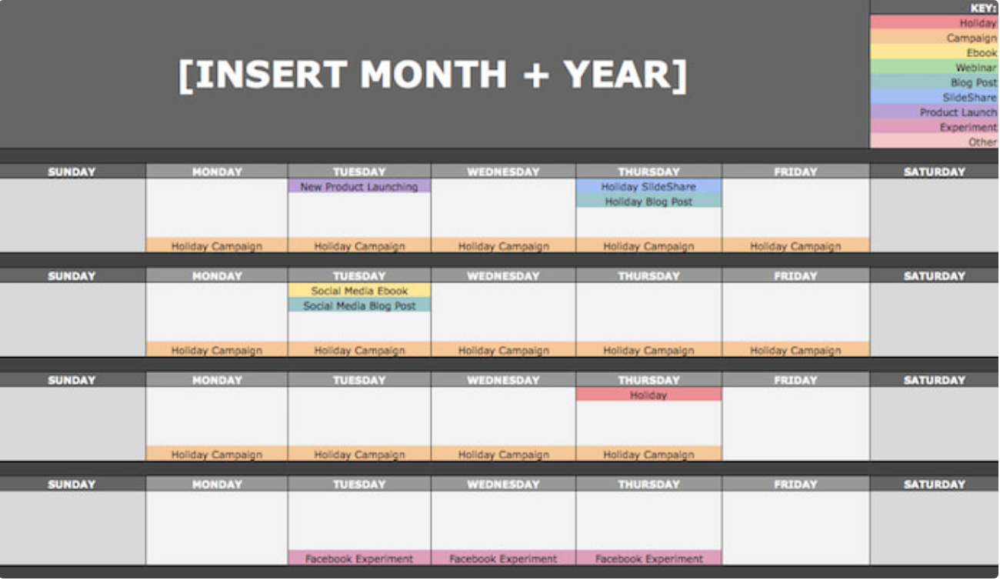 [INSERT MONTH + YEAR]
KEY:
Holiday
Campaign
Ebook
Webinar
Blog Post
SlideShare
Product Launch
Experiment
Other
SUNDAY MONDAY TUESDAY WEDNESDAY THURSDAY FRIDAY SATURDAY
New Product Launching Holiday SlideShare
Holiday Blog Post
Holiday Campaign Holiday Campaign Holiday Campaign Holiday Campaign Holiday Campaign
SUNDAY MONDAY TUESDAY WEDNESDAY THURSDAY FRIDAY SATURDAY
Social Media Ebook
Social Media Blog Post
Holiday Campaign Holiday Campaign Holiday Campaign Holiday Campaign Holiday Campaign
SUNDAY MONDAY TUESDAY WEDNESDAY THURSDAY FRIDAY SATURDAY
Holiday
Holiday Campaign Holiday Campaign Holiday Campaign Holiday Campaign
SUNDAY MONDAY TUESDAY WEDNESDAY THURSDAY FRIDAY SATURDAY
Facebook Experiment Facebook Experiment Facebook Experiment